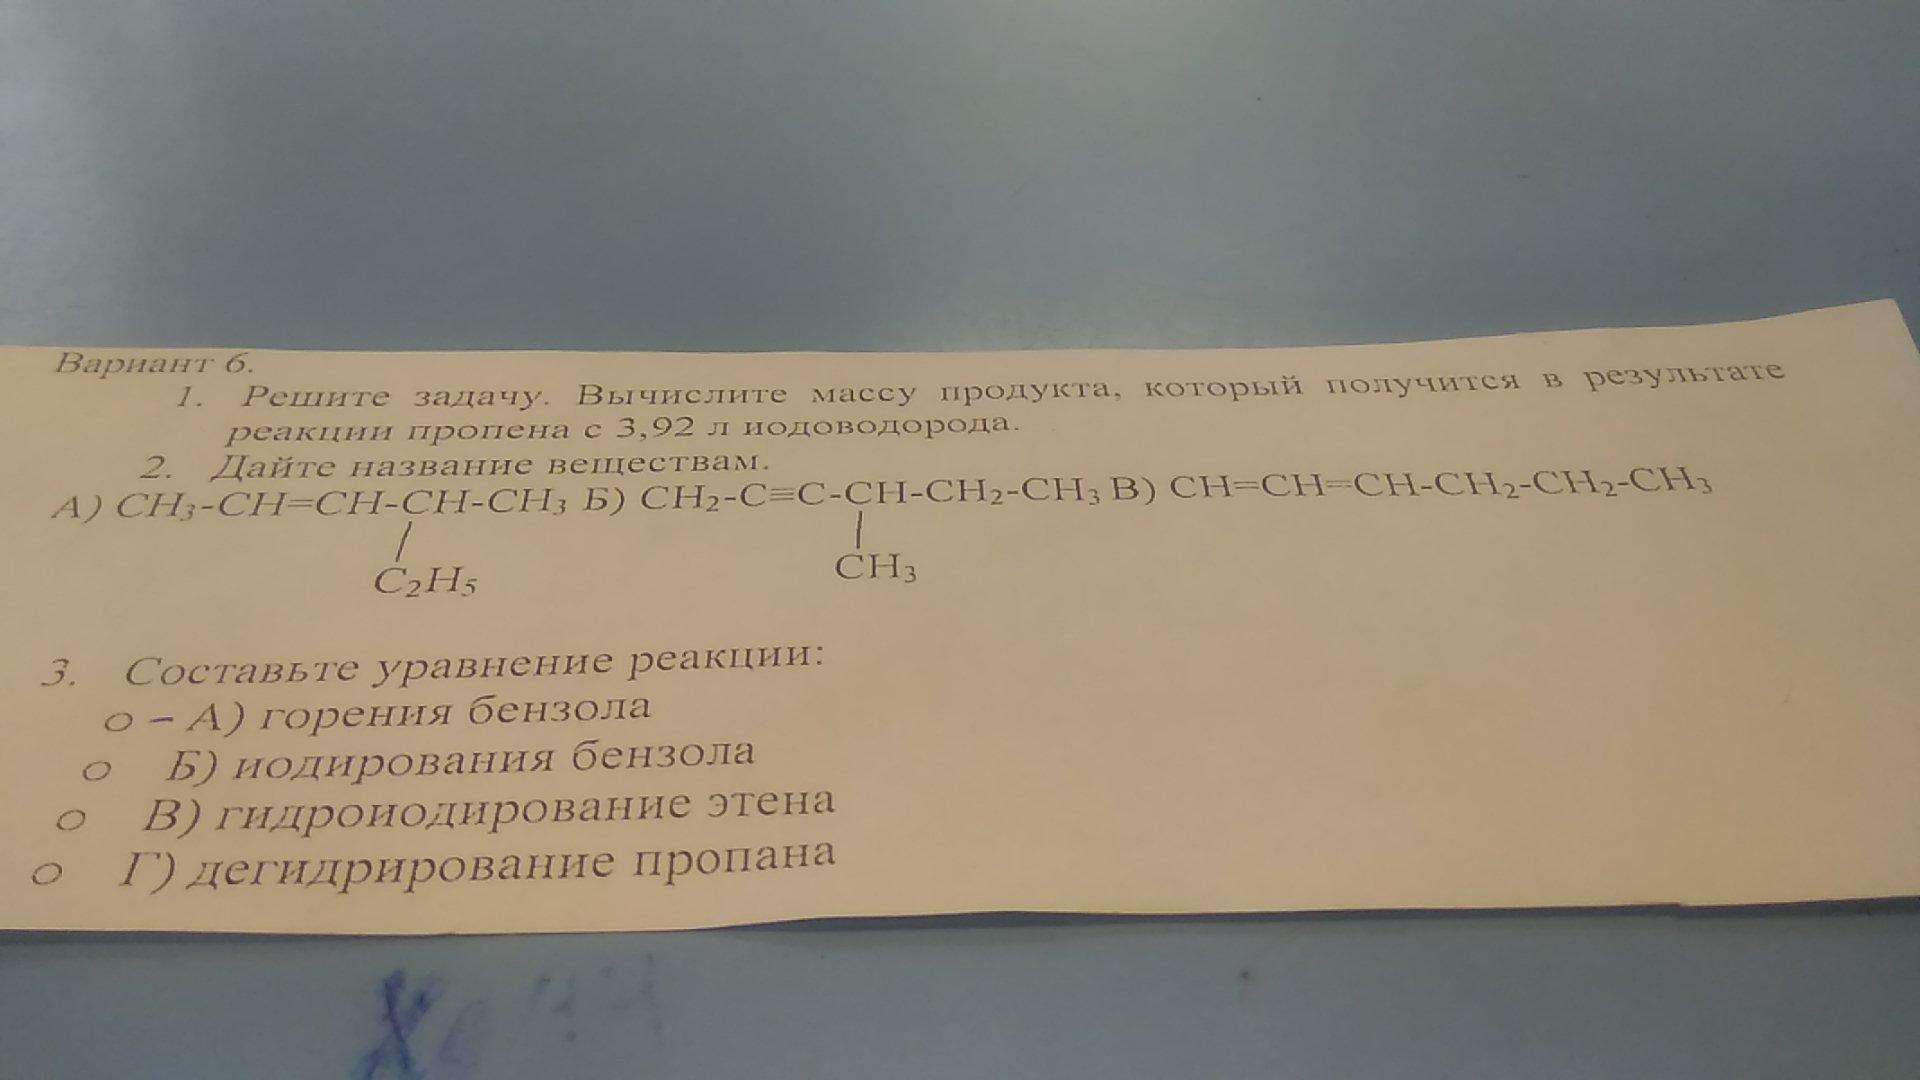 Вариант 6.
1. Решите задачу. Вычислите массу продукта, который получится в результате
реакции пропена с 3,92 л иодоводорода.
2. Дайте название веществам.
А) CH₃-CH=CH-CH-CH₃ Б) CH₂-C≡C-CH-CH₂-CH₃ В) CH=CH=CH-CH₂-CH₂-CH₃
C₂H₅ CH₃
3. Составьте уравнение реакции:
о – А) горения бензола
о Б) иодирования бензола
о В) гидроиодирование этена
о Г) дегидрирование пропана